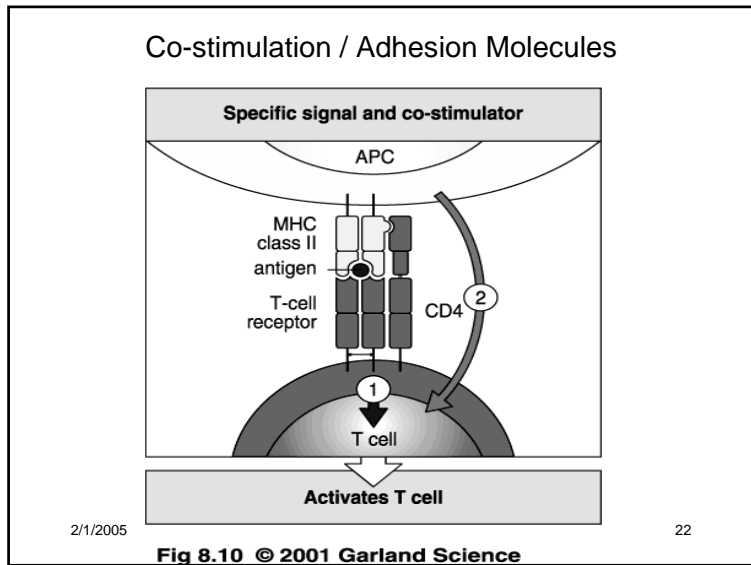 Co-stimulation / Adhesion Molecules
Specific signal and co-stimulator
APC
MHC
class II
antigen
T-cell
receptor
CD4
2
1
T cell
Activates T cell
2/1/2005
22
Fig 8.10 © 2001 Garland Science